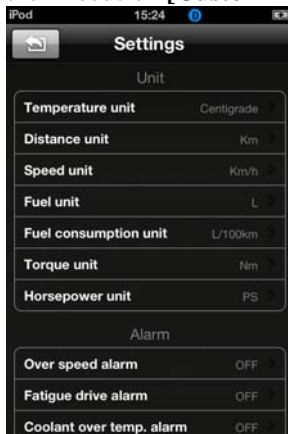 iPod 15:24
Settings
Unit
Temperature unit Centigrade
Distance unit Km
Speed unit Km/h
Fuel unit L
Fuel consumption unit L/100km
Torque unit Nm
Horsepower unit PS
Alarm
Over speed alarm OFF
Fatigue drive alarm OFF
Coolant over temp. alarm OFF